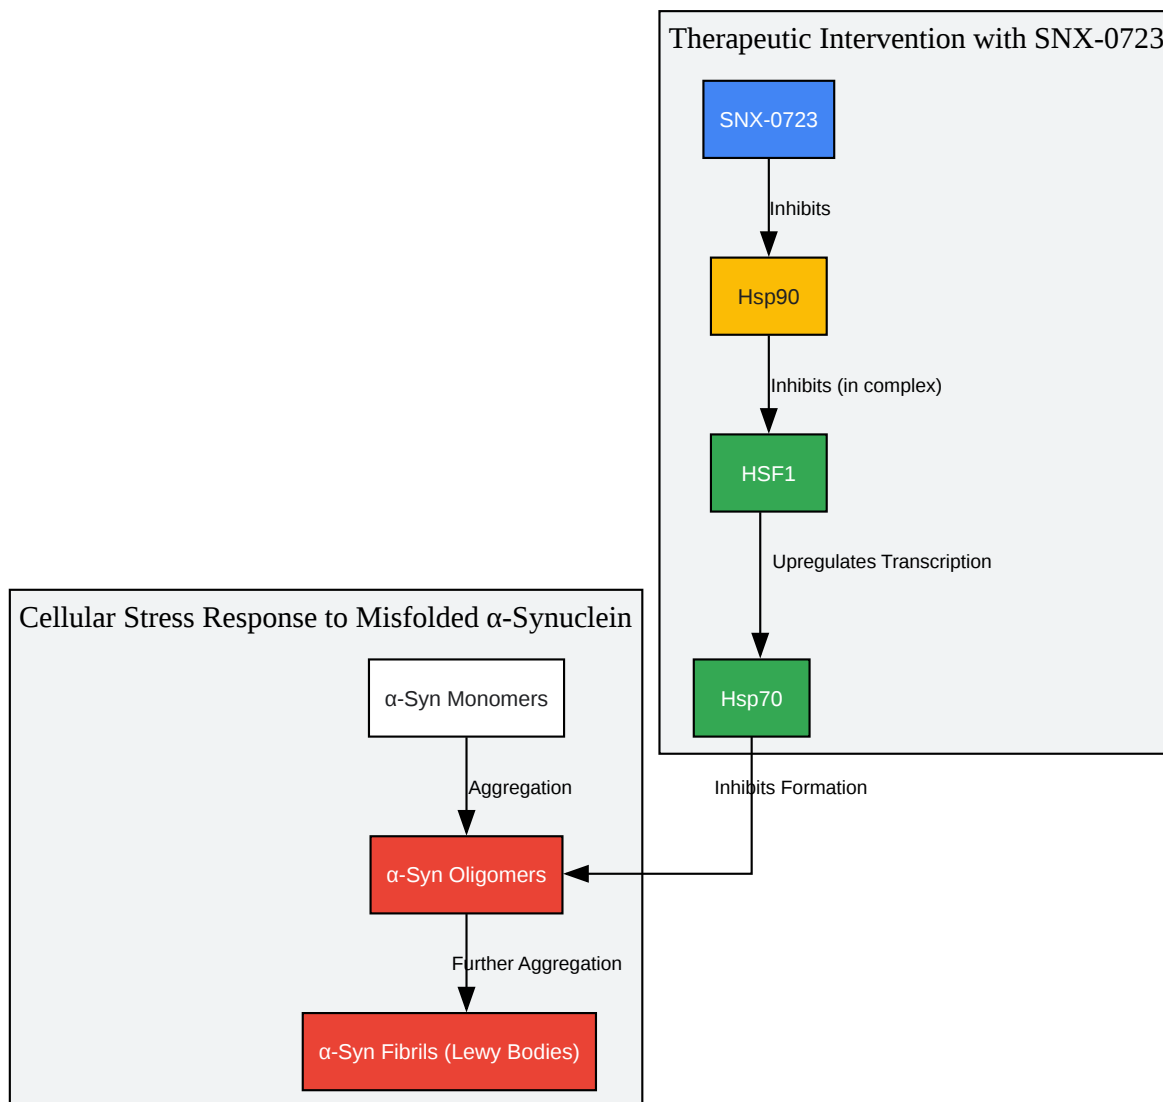 Therapeutic Intervention with SNX-0723
SNX-0723
Inhibits
Hsp90
Inhibits (in complex)
HSF1
Upregulates Transcription
Hsp70
Inhibits Formation
Cellular Stress Response to Misfolded α-Synuclein
α-Syn Monomers
Aggregation
α-Syn Oligomers
Further Aggregation
α-Syn Fibrils (Lewy Bodies)